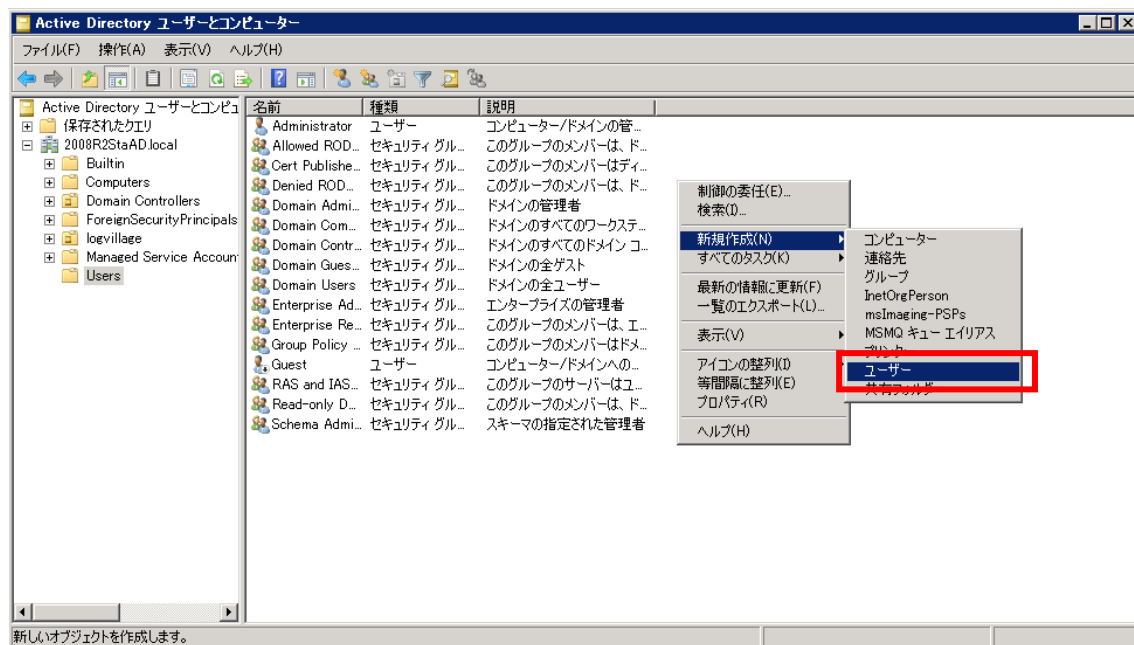 Active Directory ユーザーとコンピューター
ファイル(F) 操作(A) 表示(V) ヘルプ(H)
Active Directory ユーザーとコンピュ
保存されたクエリ
2008R2StaAD.local
Builtin
Computers
Domain Controllers
ForeignSecurityPrincipals
logvillage
Managed Service Accoun
Users
名前 種類 説明
Administrator ユーザー コンピューター/ドメインの管...
Allowed ROD... セキュリティ グル... このグループのメンバーは、ド...
Cert Publishe... セキュリティ グル... このグループのメンバーはディ...
Denied ROD... セキュリティ グル... このグループのメンバーは、ド...
Domain Admi... セキュリティ グル... ドメインの管理者
Domain Com... セキュリティ グル... ドメインのすべてのワークステ...
Domain Contr... セキュリティ グル... ドメインのすべてのドメイン コ...
Domain Gues... セキュリティ グル... ドメインの全ゲスト
Domain Users セキュリティ グル... ドメインの全ユーザー
Enterprise Ad... セキュリティ グル... エンタープライズの管理者
Enterprise Re... セキュリティ グル... このグループのメンバーは、エ...
Group Policy ... セキュリティ グル... このグループのメンバーはドメ...
Guest ユーザー コンピューター/ドメインへの...
RAS and IAS... セキュリティ グル... このグループのサーバーはユ...
Read-only D... セキュリティ グル... このグループのメンバーは、ド...
Schema Admi... セキュリティ グル... スキーマの指定された管理者
制御の委任(E)...
検索(I)...
新規作成(N)
すべてのタスク(K)
最新の情報に更新(F)
一覧のエクスポート(L)...
表示(V)
アイコンの整列(I)
等間隔に整列(E)
プロパティ(R)
ヘルプ(H)
コンピューター
連絡先
グループ
InetOrgPerson
msImaging-PSPs
MSMQ キュー エイリアス
プリンター
ユーザー
共有フォルダー
新しいオブジェクトを作成します。